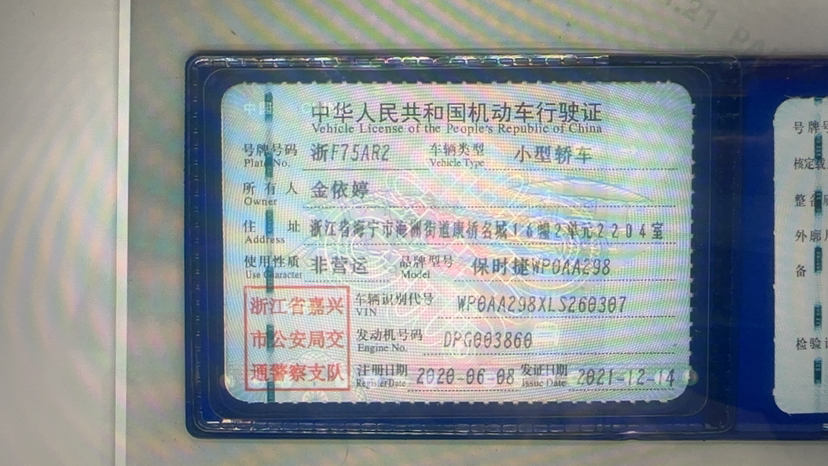 中华人民共和国机动车行驶证
Vehicle License of the People's Republic of China
号牌号码 浙F75AR2 车辆类型 小型轿车
Plate No. Vehicle Type
所有人 金依婷
Owner
住址 浙江省海宁市海洲街道康桥名城16幢2单元2204室
Address
使用性质 非营运 品牌型号 保时捷WP0AA298
Use Character Model
浙江省嘉兴
市公安局交
通警察支队
车辆识别代号 WP0AA298XLS260307
VIN
发动机号码 DPG003860
Engine No.
注册日期 2020-06-08 发证日期 2021-12-14
Register Date Issue Date
号牌号
核定载
整备
外廓
备
检验